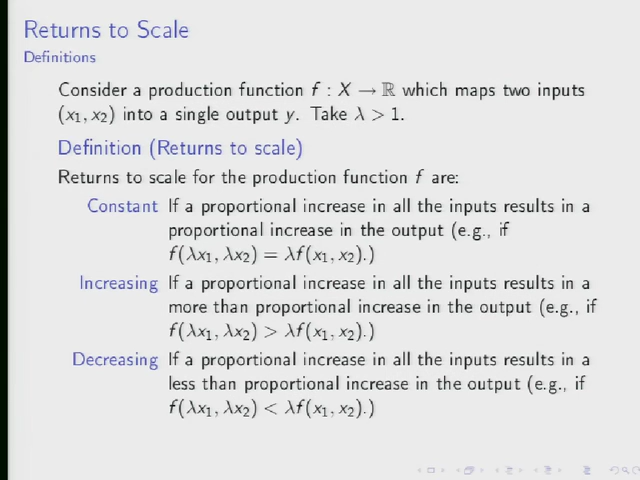 Returns to Scale
Definitions
Consider a production function f : X → ℝ which maps two inputs
(x₁, x₂) into a single output y. Take λ > 1.
Definition (Returns to scale)
Returns to scale for the production function f are:
Constant If a proportional increase in all the inputs results in a
proportional increase in the output (e.g., if
f(λx₁, λx₂) = λf(x₁, x₂).)
Increasing If a proportional increase in all the inputs results in a
more than proportional increase in the output (e.g., if
f(λx₁, λx₂) > λf(x₁, x₂).)
Decreasing If a proportional increase in all the inputs results in a
less than proportional increase in the output (e.g., if
f(λx₁, λx₂) < λf(x₁, x₂).)